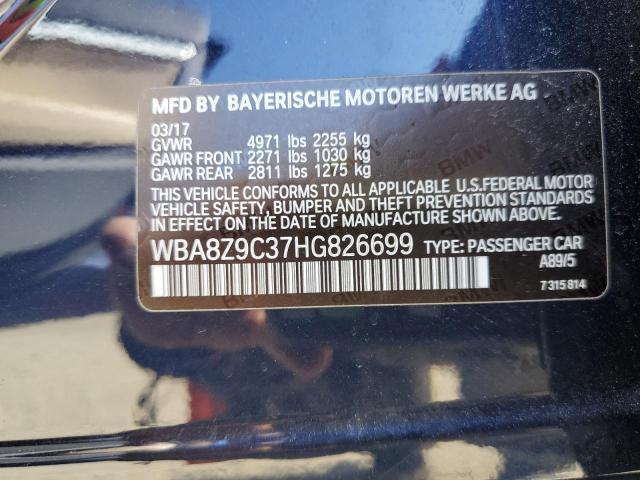 MFD BY BAYERISCHE MOTOREN WERKE AG
03/17
GVWR 4971 lbs 2255 kg
GAWR FRONT 2271 lbs 1030 kg
GAWR REAR 2811 lbs 1275 kg
THIS VEHICLE CONFORMS TO ALL APPLICABLE U.S.FEDERAL MOTOR
VEHICLE SAFETY, BUMPER AND THEFT PREVENTION STANDARDS
IN EFFECT ON THE DATE OF MANUFACTURE SHOWN ABOVE.
WBA8Z9C37HG826699 TYPE: PASSENGER CAR
A89/5
7 315 814